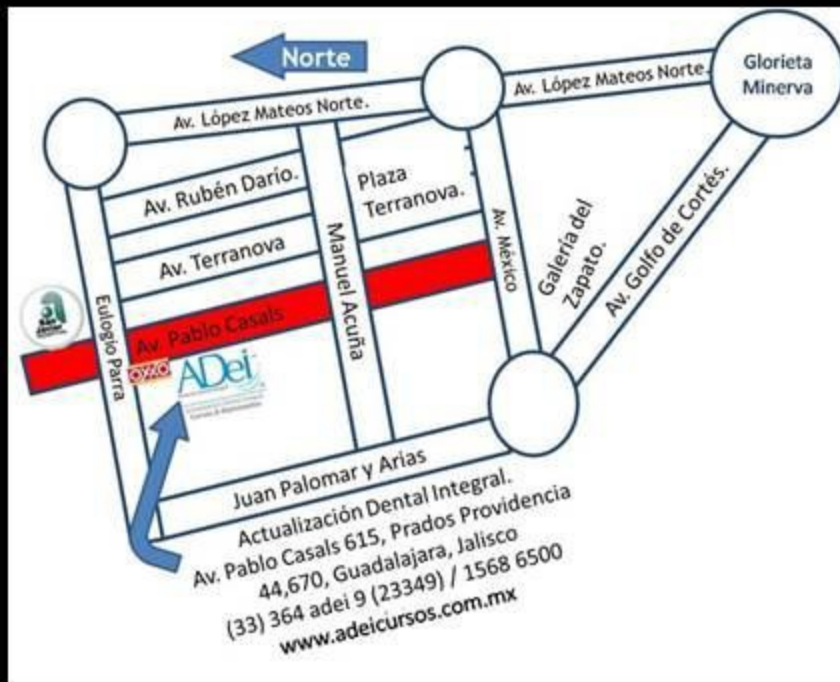 Norte
Glorieta
Minerva
Av. López Mateos Norte.
Av. López Mateos Norte.
Av. Rubén Darío.
Plaza
Terranova.
Av. Terranova
Manuel Acuña
Av. México
Galería del
Zapato.
Av. Golfo de Cortés.
Eulogio Parra
Av. Pablo Casals
OXXO
ADei
Juan Palomar y Arias
Actualización Dental Integral.
Av. Pablo Casals 615, Prados Providencia
44,670, Guadalajara, Jalisco
(33) 364 adei 9 (23349) / 1568 6500
www.adeicursos.com.mx